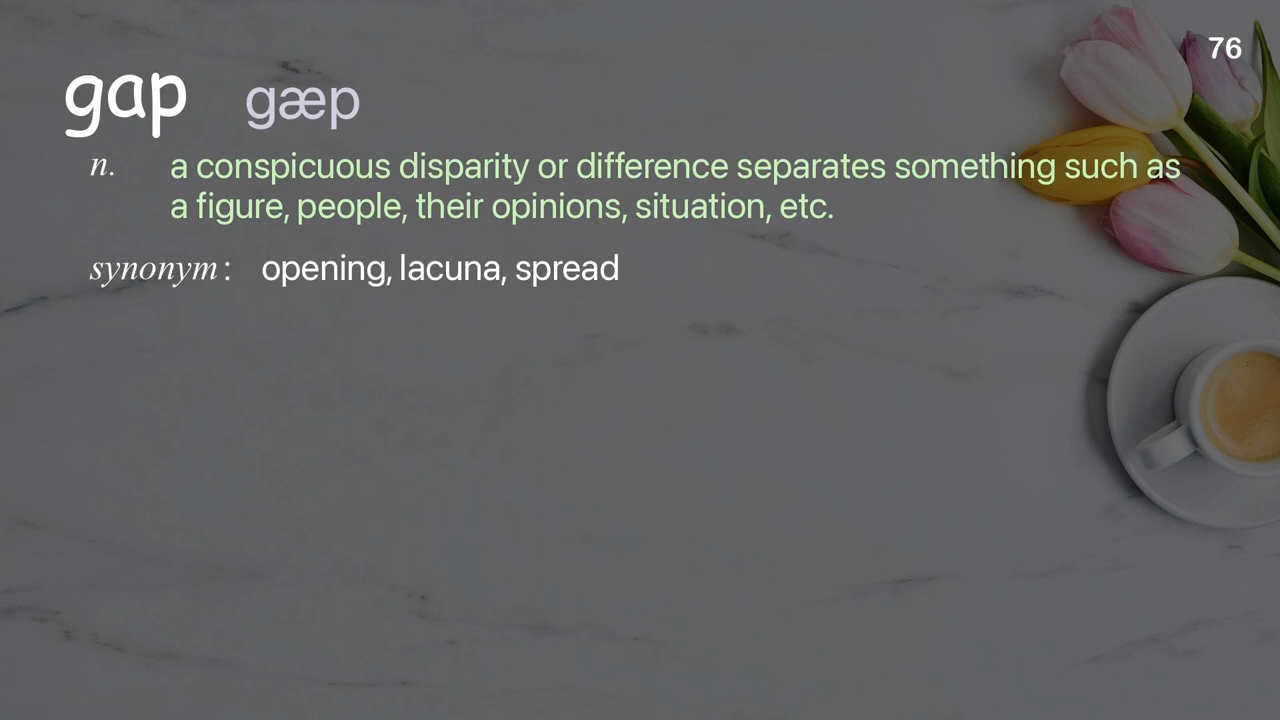 76
gap gæp
n. a conspicuous disparity or difference separates something such as
a figure, people, their opinions, situation, etc.
synonym: opening, lacuna, spread